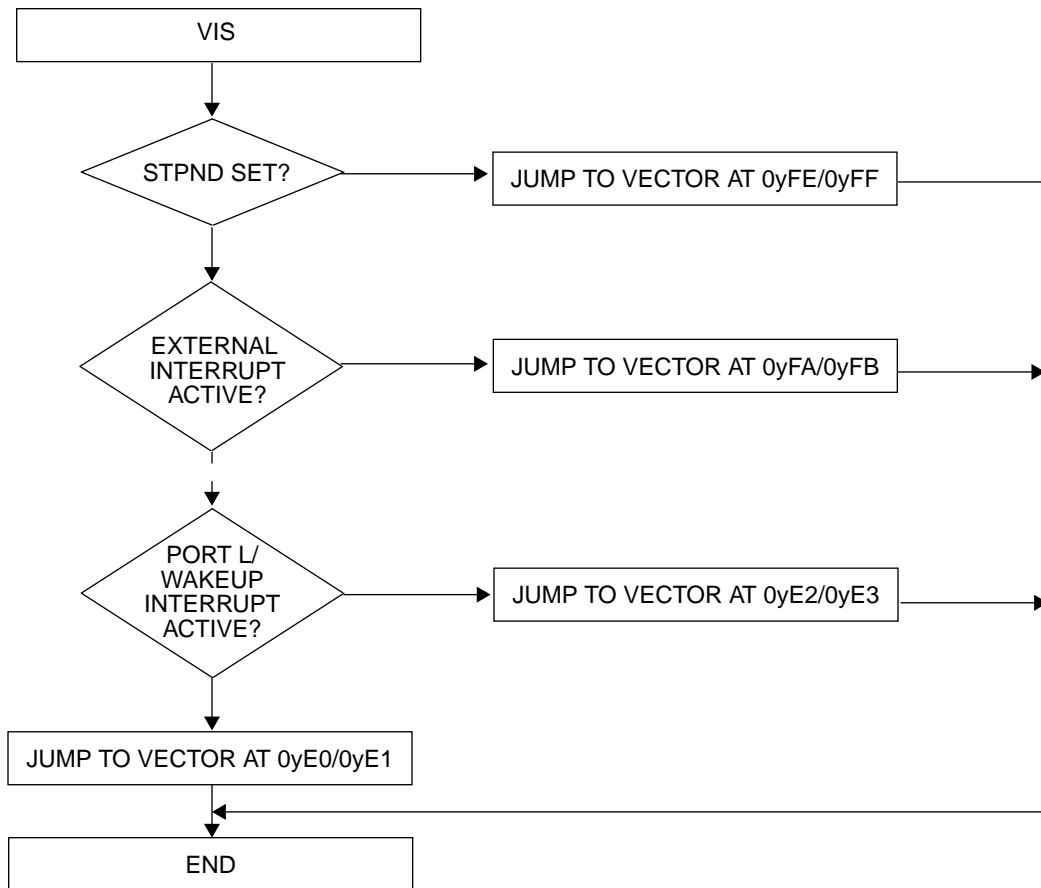 VIS
STPND SET?
JUMP TO VECTOR AT 0yFE/0yFF
EXTERNAL
INTERRUPT
ACTIVE?
JUMP TO VECTOR AT 0yFA/0yFB
PORT L/
WAKEUP
INTERRUPT
ACTIVE?
JUMP TO VECTOR AT 0yE2/0yE3
JUMP TO VECTOR AT 0yE0/0yE1
END